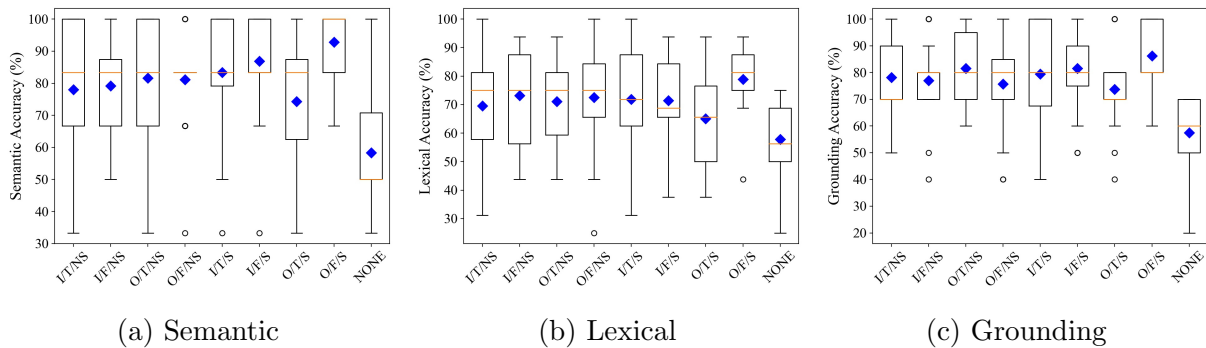 100
90
80
70
60
50
40
30
Semantic Accuracy (%)
I/T/NS
I/F/NS
O/T/NS
O/F/NS
I/T/S
I/F/S
O/T/S
O/F/S
NONE
(a) Semantic
100
90
80
70
60
50
40
30
Lexical Accuracy (%)
I/T/NS
I/F/NS
O/T/NS
O/F/NS
I/T/S
I/F/S
O/T/S
O/F/S
NONE
(b) Lexical
100
90
80
70
60
50
40
30
20
Grounding Accuracy (%)
I/T/NS
I/F/NS
O/T/NS
O/F/NS
I/T/S
I/F/S
O/T/S
O/F/S
NONE
(c) Grounding